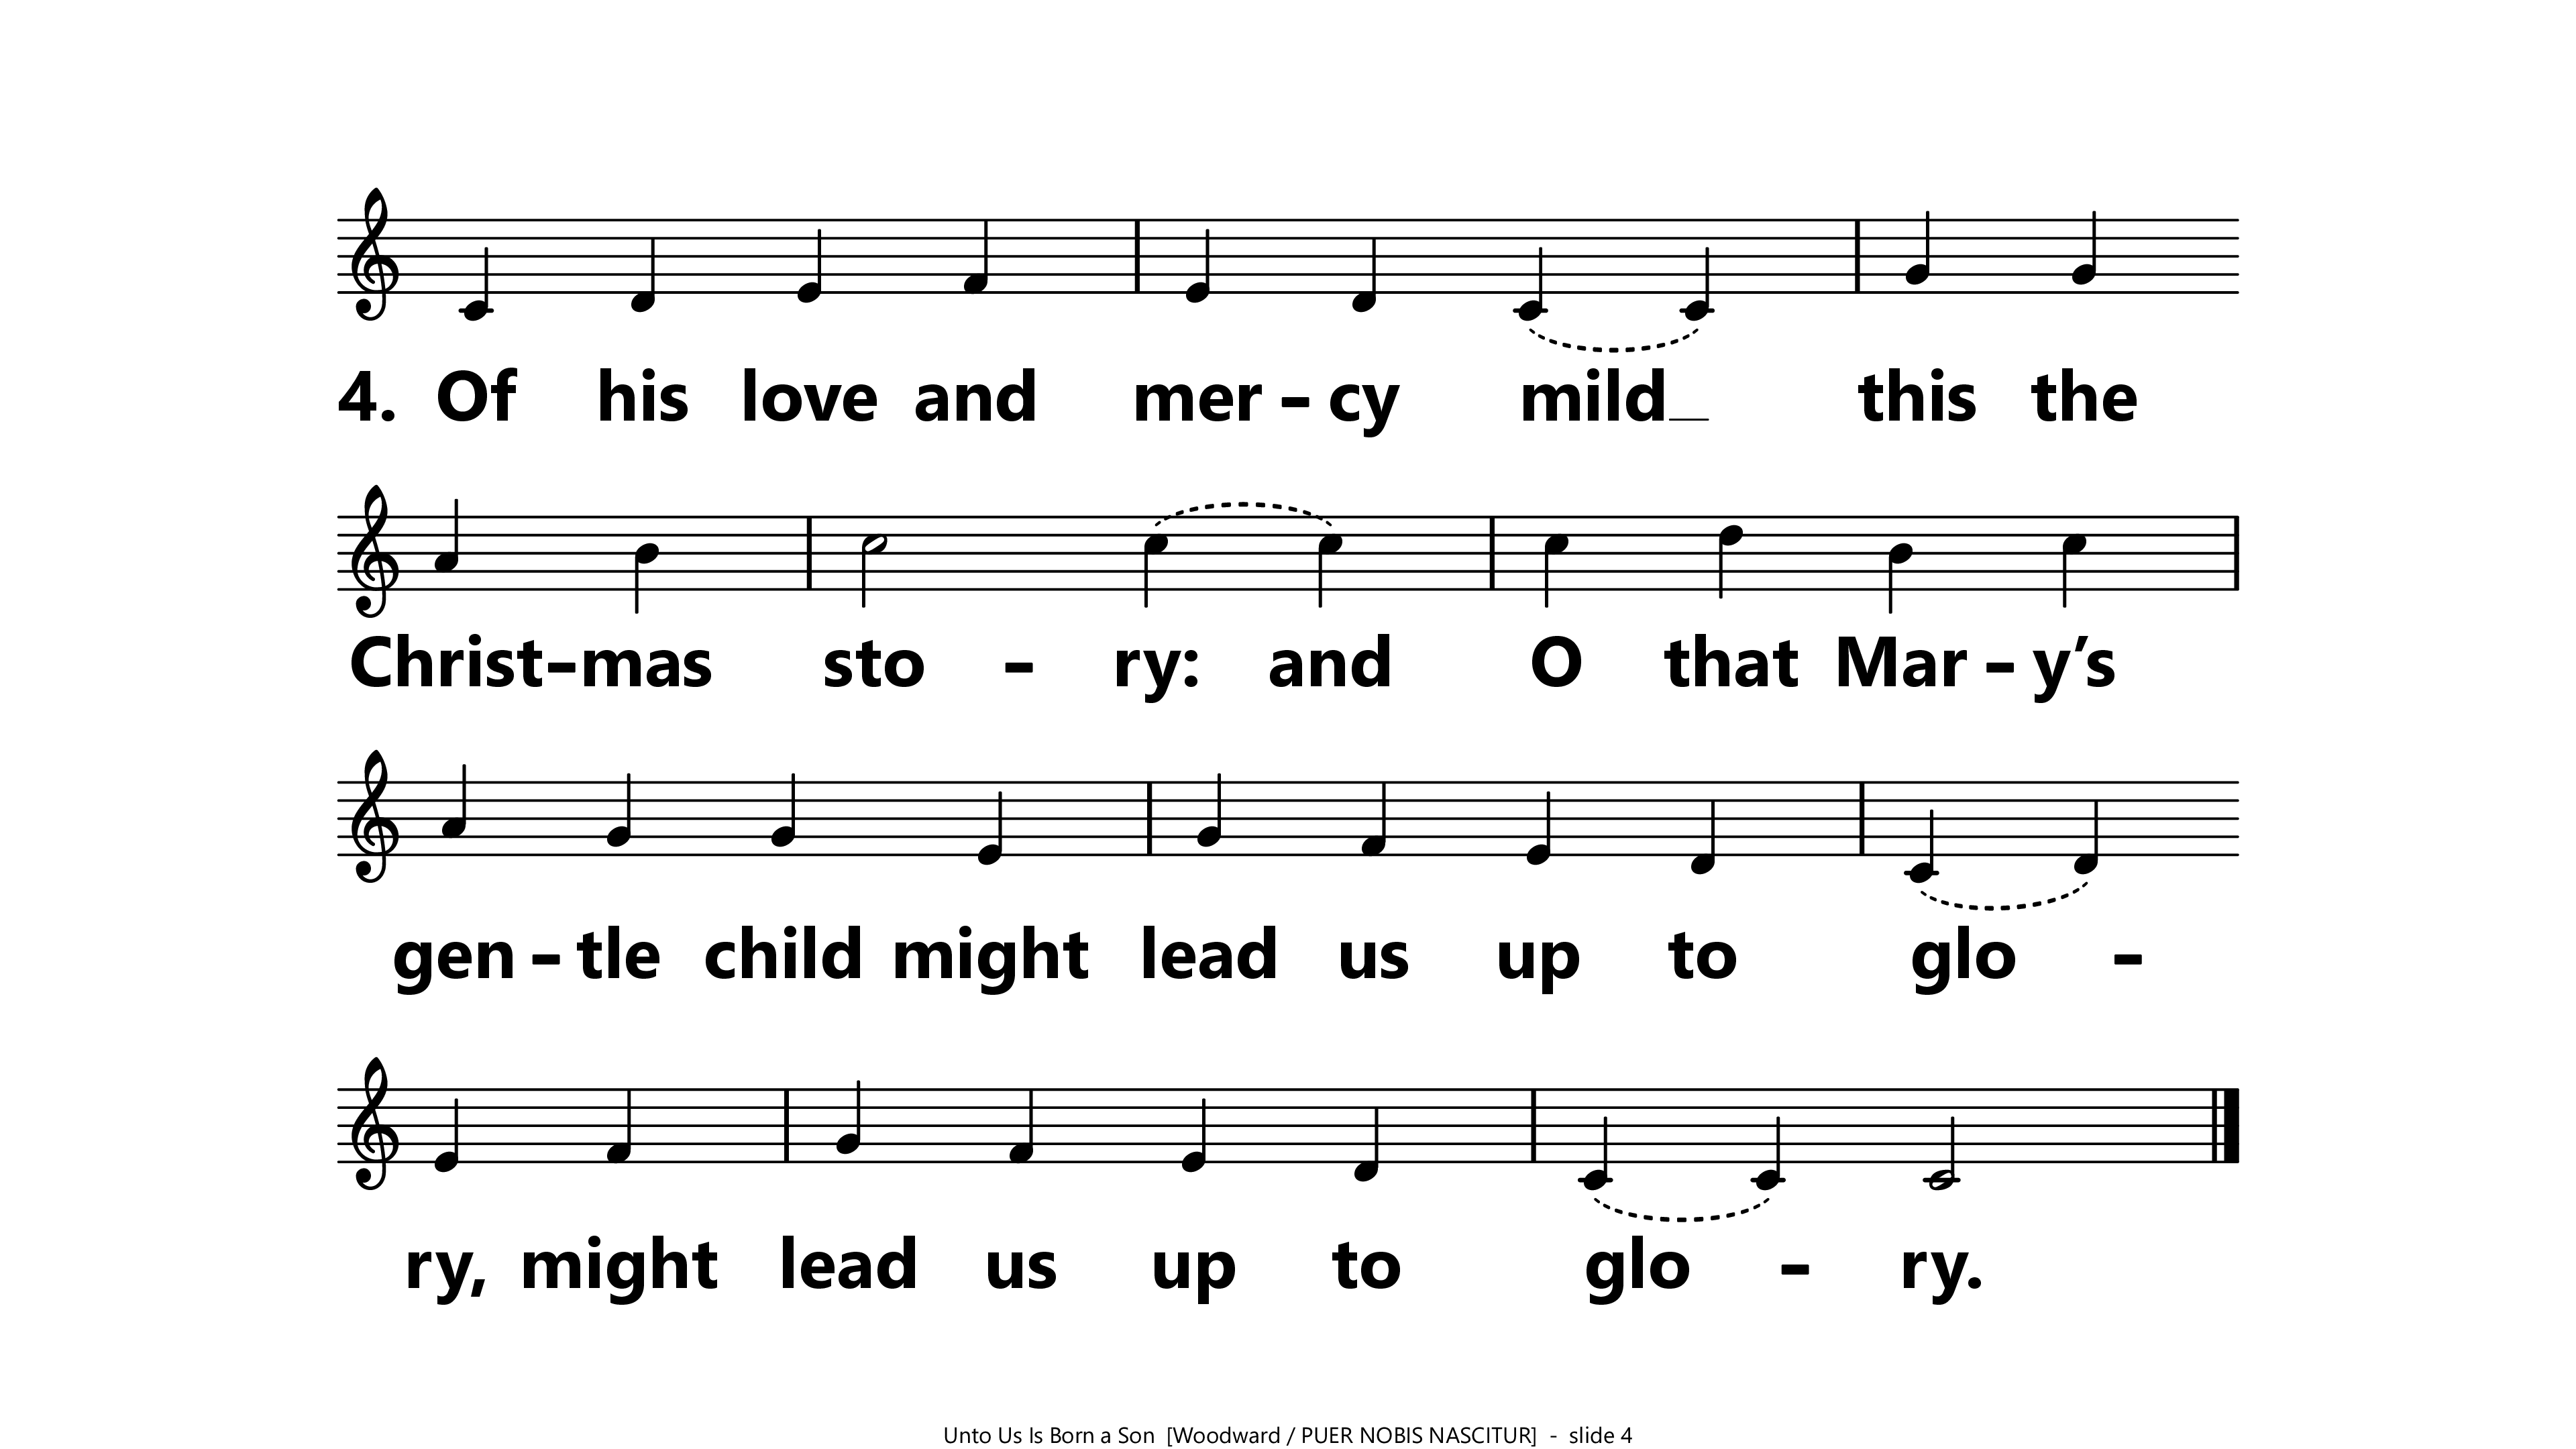 4. Of his love and mer - cy mild_ this the
Christ-mas sto - ry: and O that Mar - y’s
gen - tle child might lead us up to glo -
ry, might lead us up to glo - ry.
Unto Us Is Born a Son [Woodward / PUER NOBIS NASCITUR] - slide 4